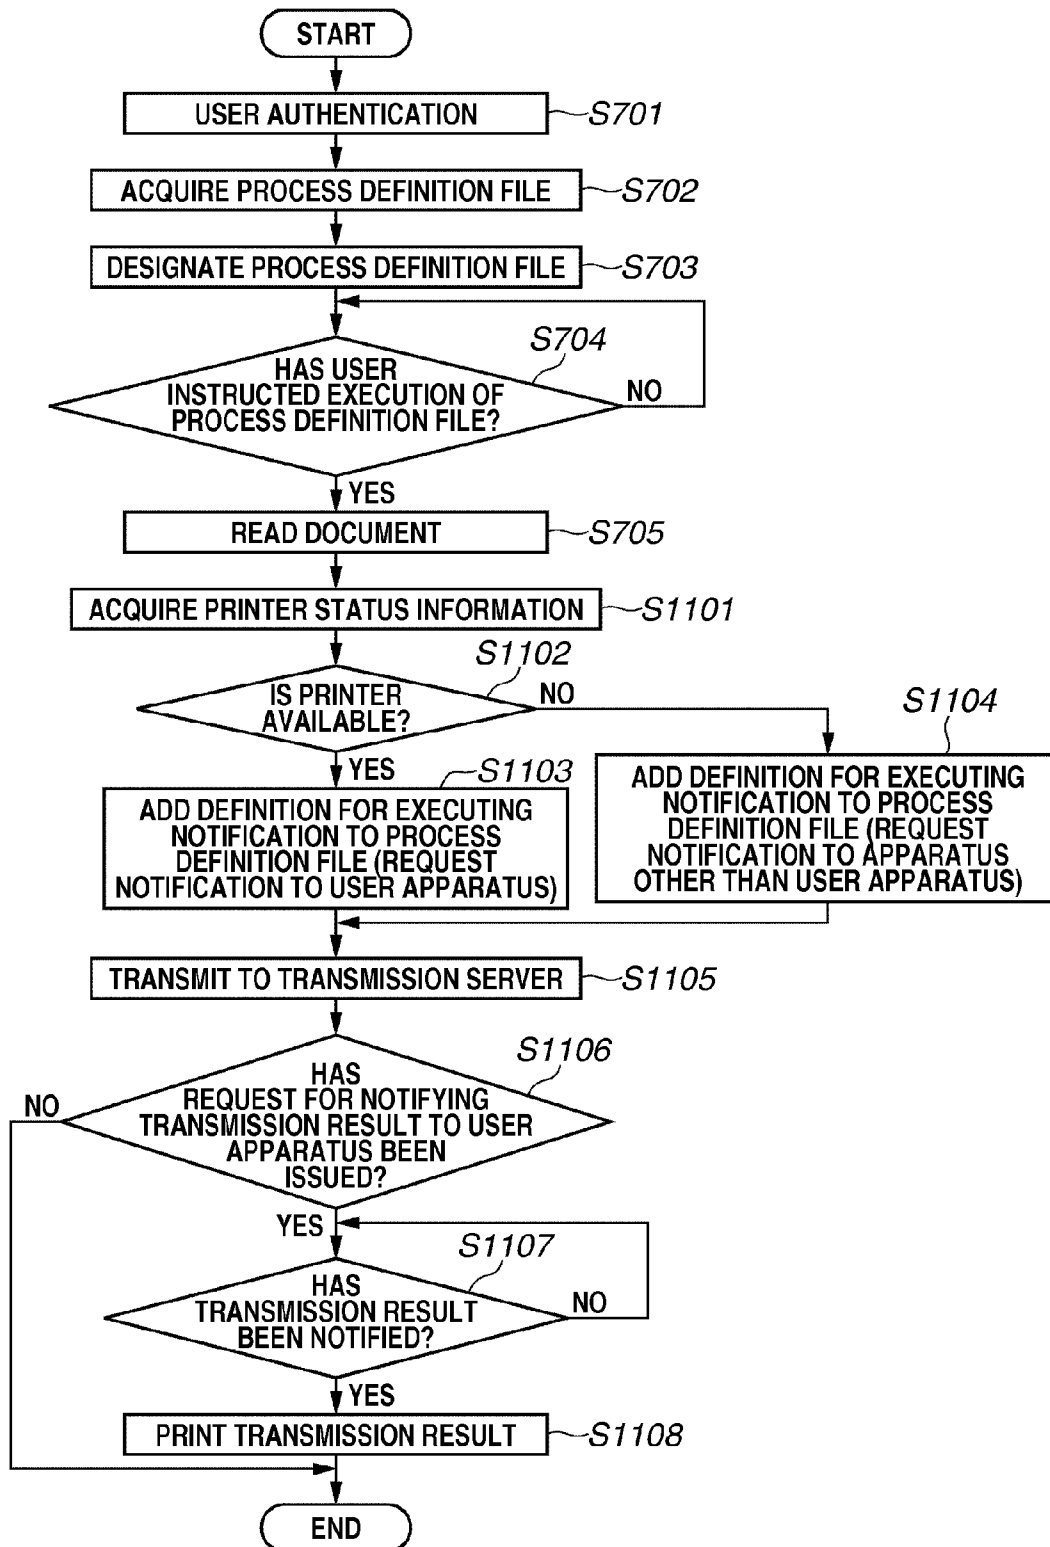 START
USER AUTHENTICATION
S701
ACQUIRE PROCESS DEFINITION FILE
S702
DESIGNATE PROCESS DEFINITION FILE
S703
S704
HAS USER
INSTRUCTED EXECUTION OF
PROCESS DEFINITION FILE?
NO
YES
READ DOCUMENT
S705
ACQUIRE PRINTER STATUS INFORMATION
S1101
S1102
IS PRINTER
AVAILABLE?
NO
YES
S1103
ADD DEFINITION FOR EXECUTING
NOTIFICATION TO PROCESS
DEFINITION FILE (REQUEST
NOTIFICATION TO USER APPARATUS)
S1104
ADD DEFINITION FOR EXECUTING
NOTIFICATION TO PROCESS
DEFINITION FILE (REQUEST
NOTIFICATION TO APPARATUS
OTHER THAN USER APPARATUS)
TRANSMIT TO TRANSMISSION SERVER
S1105
S1106
HAS
REQUEST FOR NOTIFYING
TRANSMISSION RESULT TO USER
APPARATUS BEEN
ISSUED?
NO
YES
S1107
HAS
TRANSMISSION RESULT
BEEN NOTIFIED?
NO
YES
PRINT TRANSMISSION RESULT
S1108
END